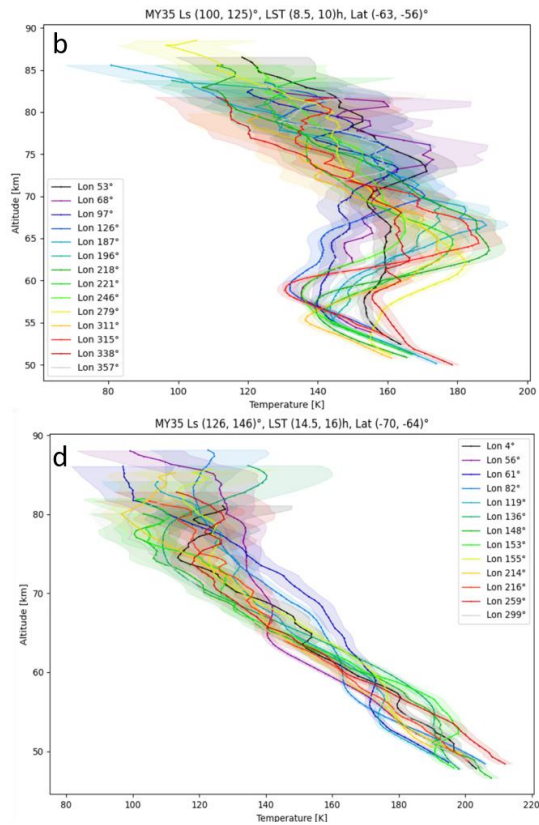 b
MY35 Ls (100, 125)°, LST (8.5, 10)h, Lat (-63, -56)°
Altitude [km]
90
85
80
75
70
65
60
55
50
Lon 53°
Lon 68°
Lon 97°
Lon 126°
Lon 187°
Lon 196°
Lon 218°
Lon 221°
Lon 246°
Lon 279°
Lon 311°
Lon 315°
Lon 338°
Lon 357°
80 100 120 140 160 180 200
Temperature [K]
d
MY35 Ls (126, 146)°, LST (14.5, 16)h, Lat (-70, -64)°
Altitude [km]
90
80
70
60
50
Lon 4°
Lon 56°
Lon 61°
Lon 82°
Lon 119°
Lon 136°
Lon 148°
Lon 153°
Lon 155°
Lon 214°
Lon 216°
Lon 259°
Lon 299°
80 100 120 140 160 180 200 220
Temperature [K]